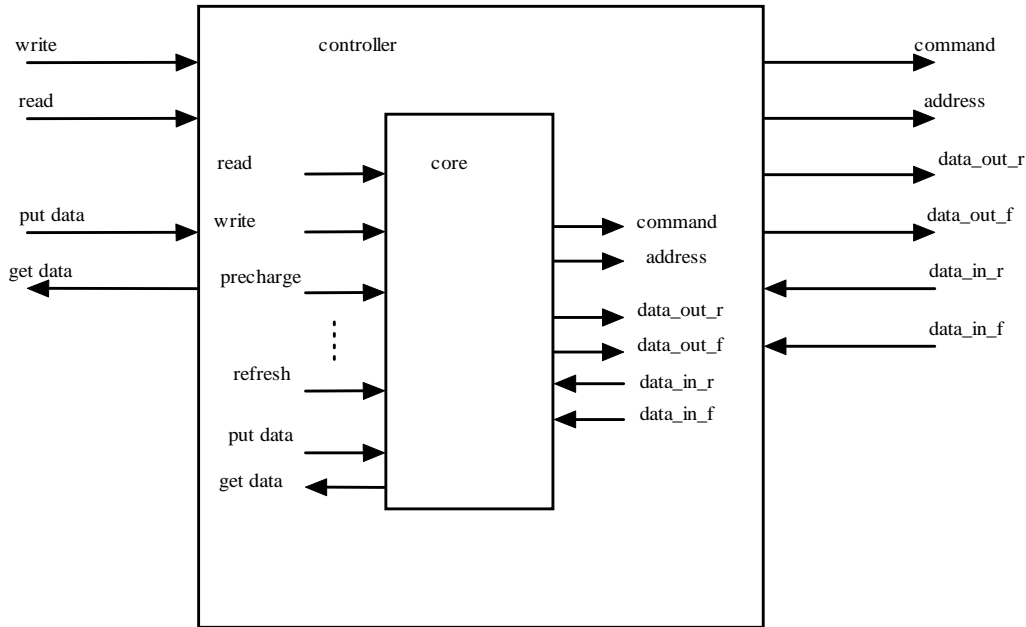 write
controller
command
read
address
read
core
data_out_r
put data
write
command
data_out_f
get data
precharge
address
data_in_r
data_out_r
data_in_f
data_out_f
refresh
data_in_r
data_in_f
put data
get data